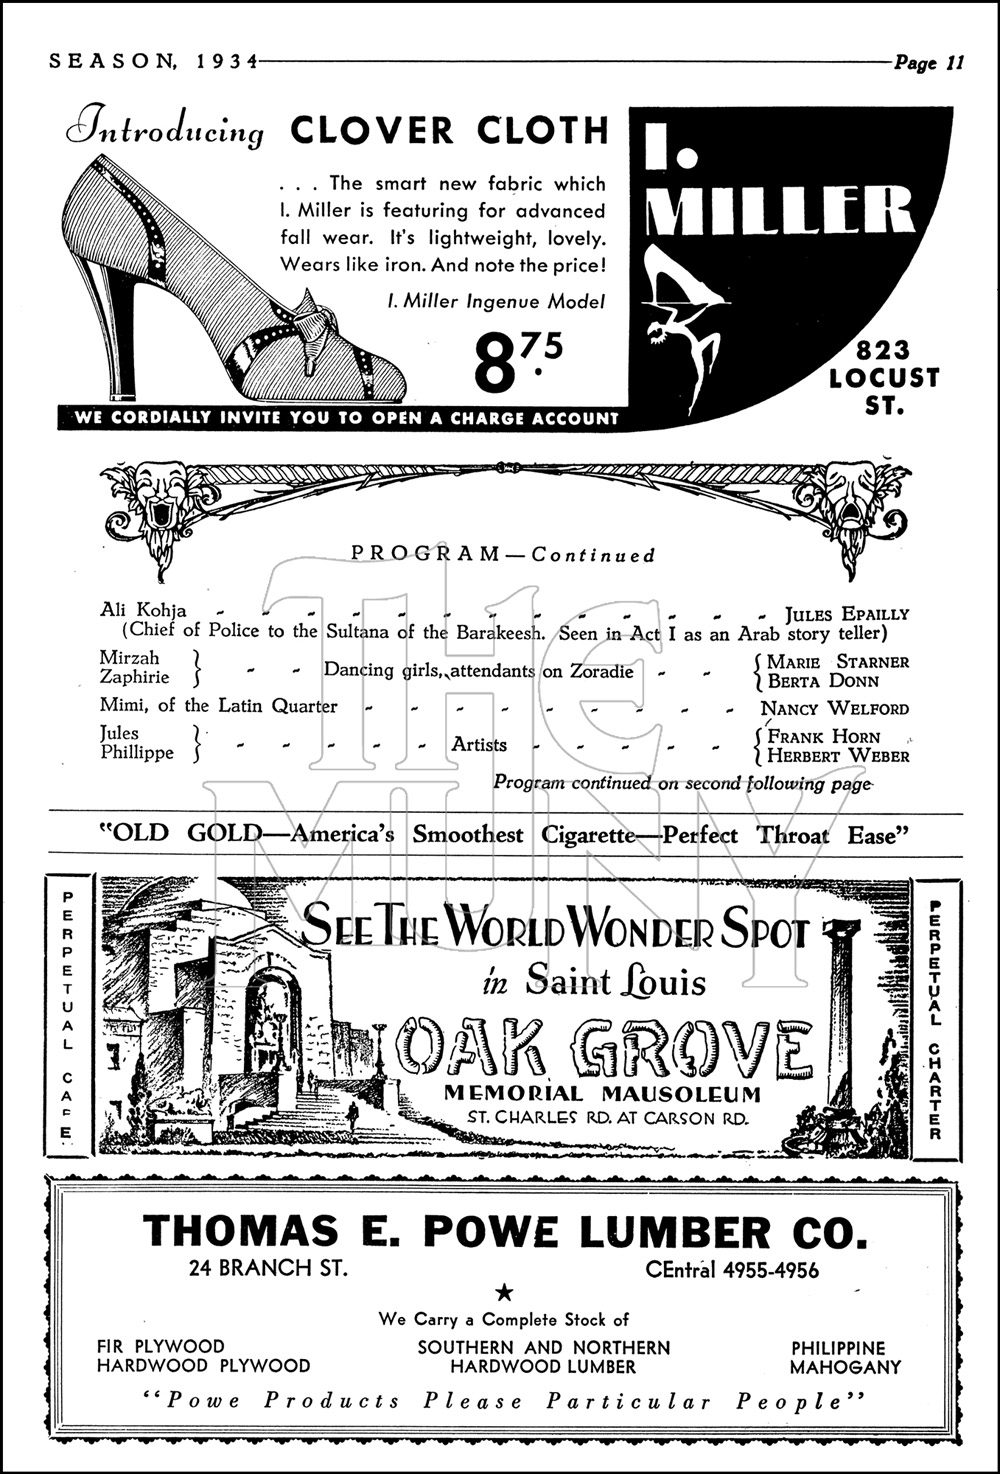 SEASON, 1934 Page 11
Introducing CLOVER CLOTH
. . . The smart new fabric which
I. Miller is featuring for advanced
fall wear. It's lightweight, lovely.
Wears like iron. And note the price!
I. Miller Ingenue Model
8.75
WE CORDIALLY INVITE YOU TO OPEN A CHARGE ACCOUNT
I.
MILLER
823
LOCUST
ST.
PROGRAM—Continued
Ali Kohja - - - - - - - - - - - - - JULES EPAILLY
(Chief of Police to the Sultana of the Barakeesh. Seen in Act I as an Arab story teller)
Mirzah
Zaphirie } - - Dancing girls, attendants on Zoradie - - { MARIE STARNER
BERTA DONN
Mimi, of the Latin Quarter - - - - - - - - - NANCY WELFORD
Jules
Phillippe } - - - - - Artists - - - - - { FRANK HORN
HERBERT WEBER
Program continued on second following page
"OLD GOLD—America's Smoothest Cigarette—Perfect Throat Ease"
PERPETUAL CARE
SEE THE WORLD WONDER SPOT
in Saint Louis
OAK GROVE
MEMORIAL MAUSOLEUM
ST. CHARLES RD. AT CARSON RD.
PERPETUAL CHARTER
THOMAS E. POWE LUMBER CO.
24 BRANCH ST. CEntral 4955-4956
We Carry a Complete Stock of
FIR PLYWOOD SOUTHERN AND NORTHERN PHILIPPINE
HARDWOOD PLYWOOD HARDWOOD LUMBER MAHOGANY
"Powe Products Please Particular People"
THE
MUNY